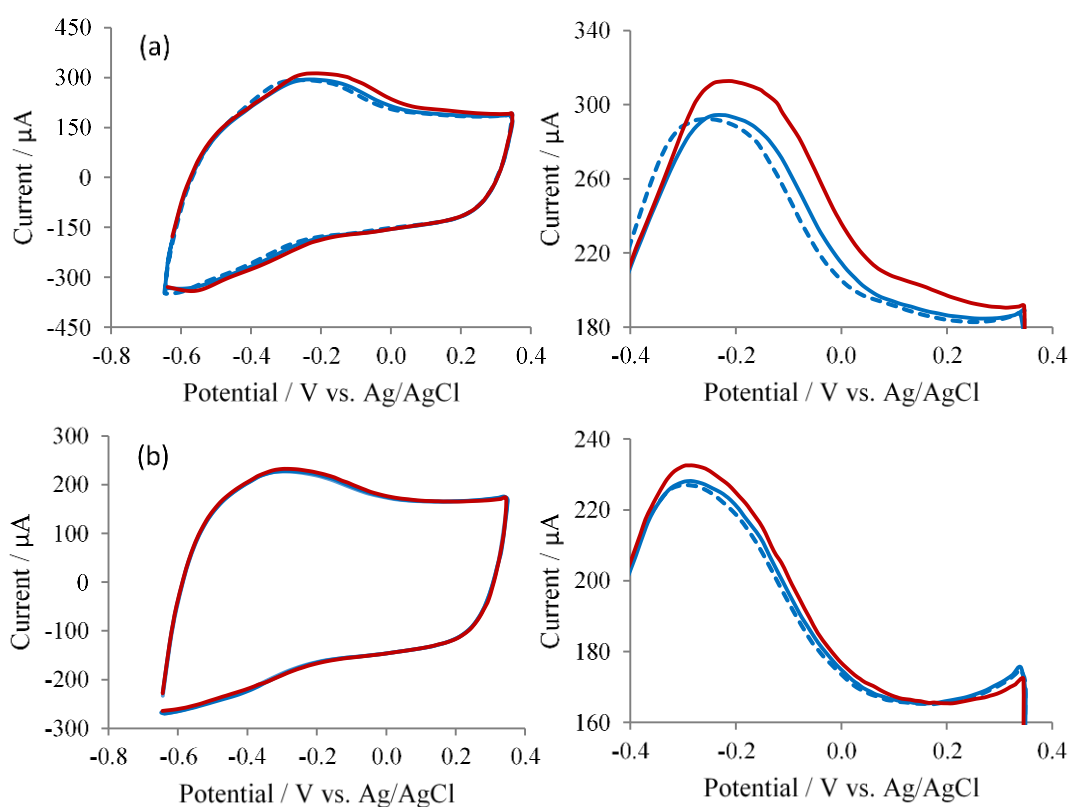 (a)
450
300
150
0
-150
-300
-450
Current / µA
-0.8 -0.6 -0.4 -0.2 0.0 0.2 0.4
Potential / V vs. Ag/AgCl
340
300
260
220
180
Current / µA
-0.4 -0.2 0.0 0.2 0.4
Potential / V vs. Ag/AgCl
(b)
300
200
100
0
-100
-200
-300
Current / µA
-0.8 -0.6 -0.4 -0.2 0.0 0.2 0.4
Potential / V vs. Ag/AgCl
240
220
200
180
160
Current / µA
-0.4 -0.2 0.0 0.2 0.4
Potential / V vs. Ag/AgCl